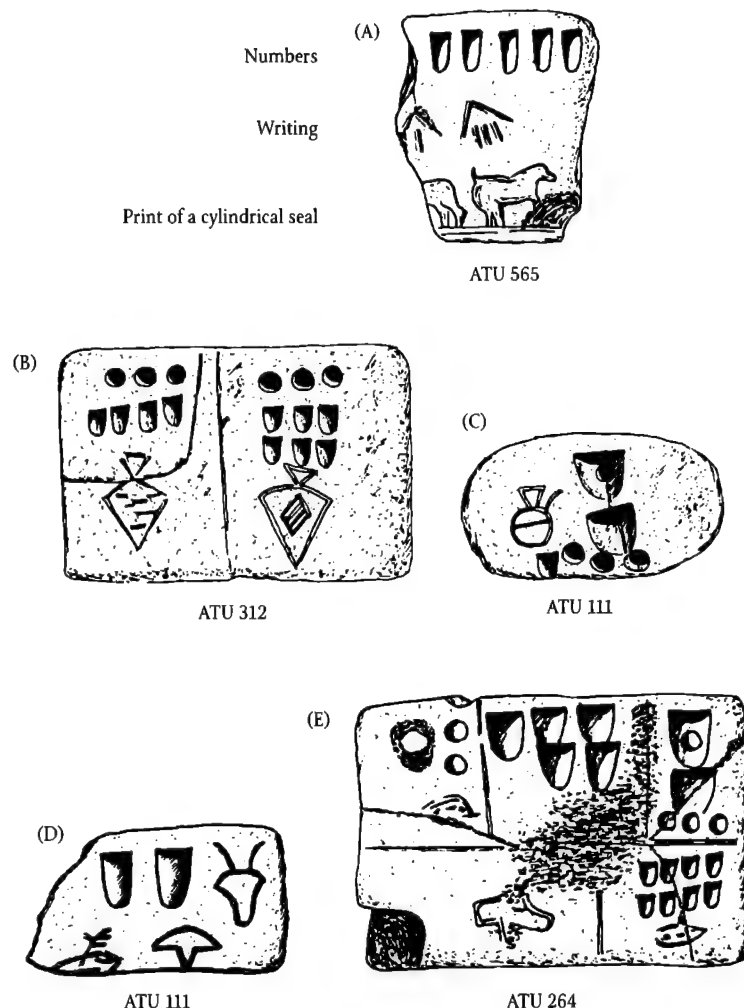 (A)
Numbers
Writing
Print of a cylindrical seal
ATU 565
(B)
(C)
ATU 312
ATU 111
(E)
(D)
ATU 111
ATU 264